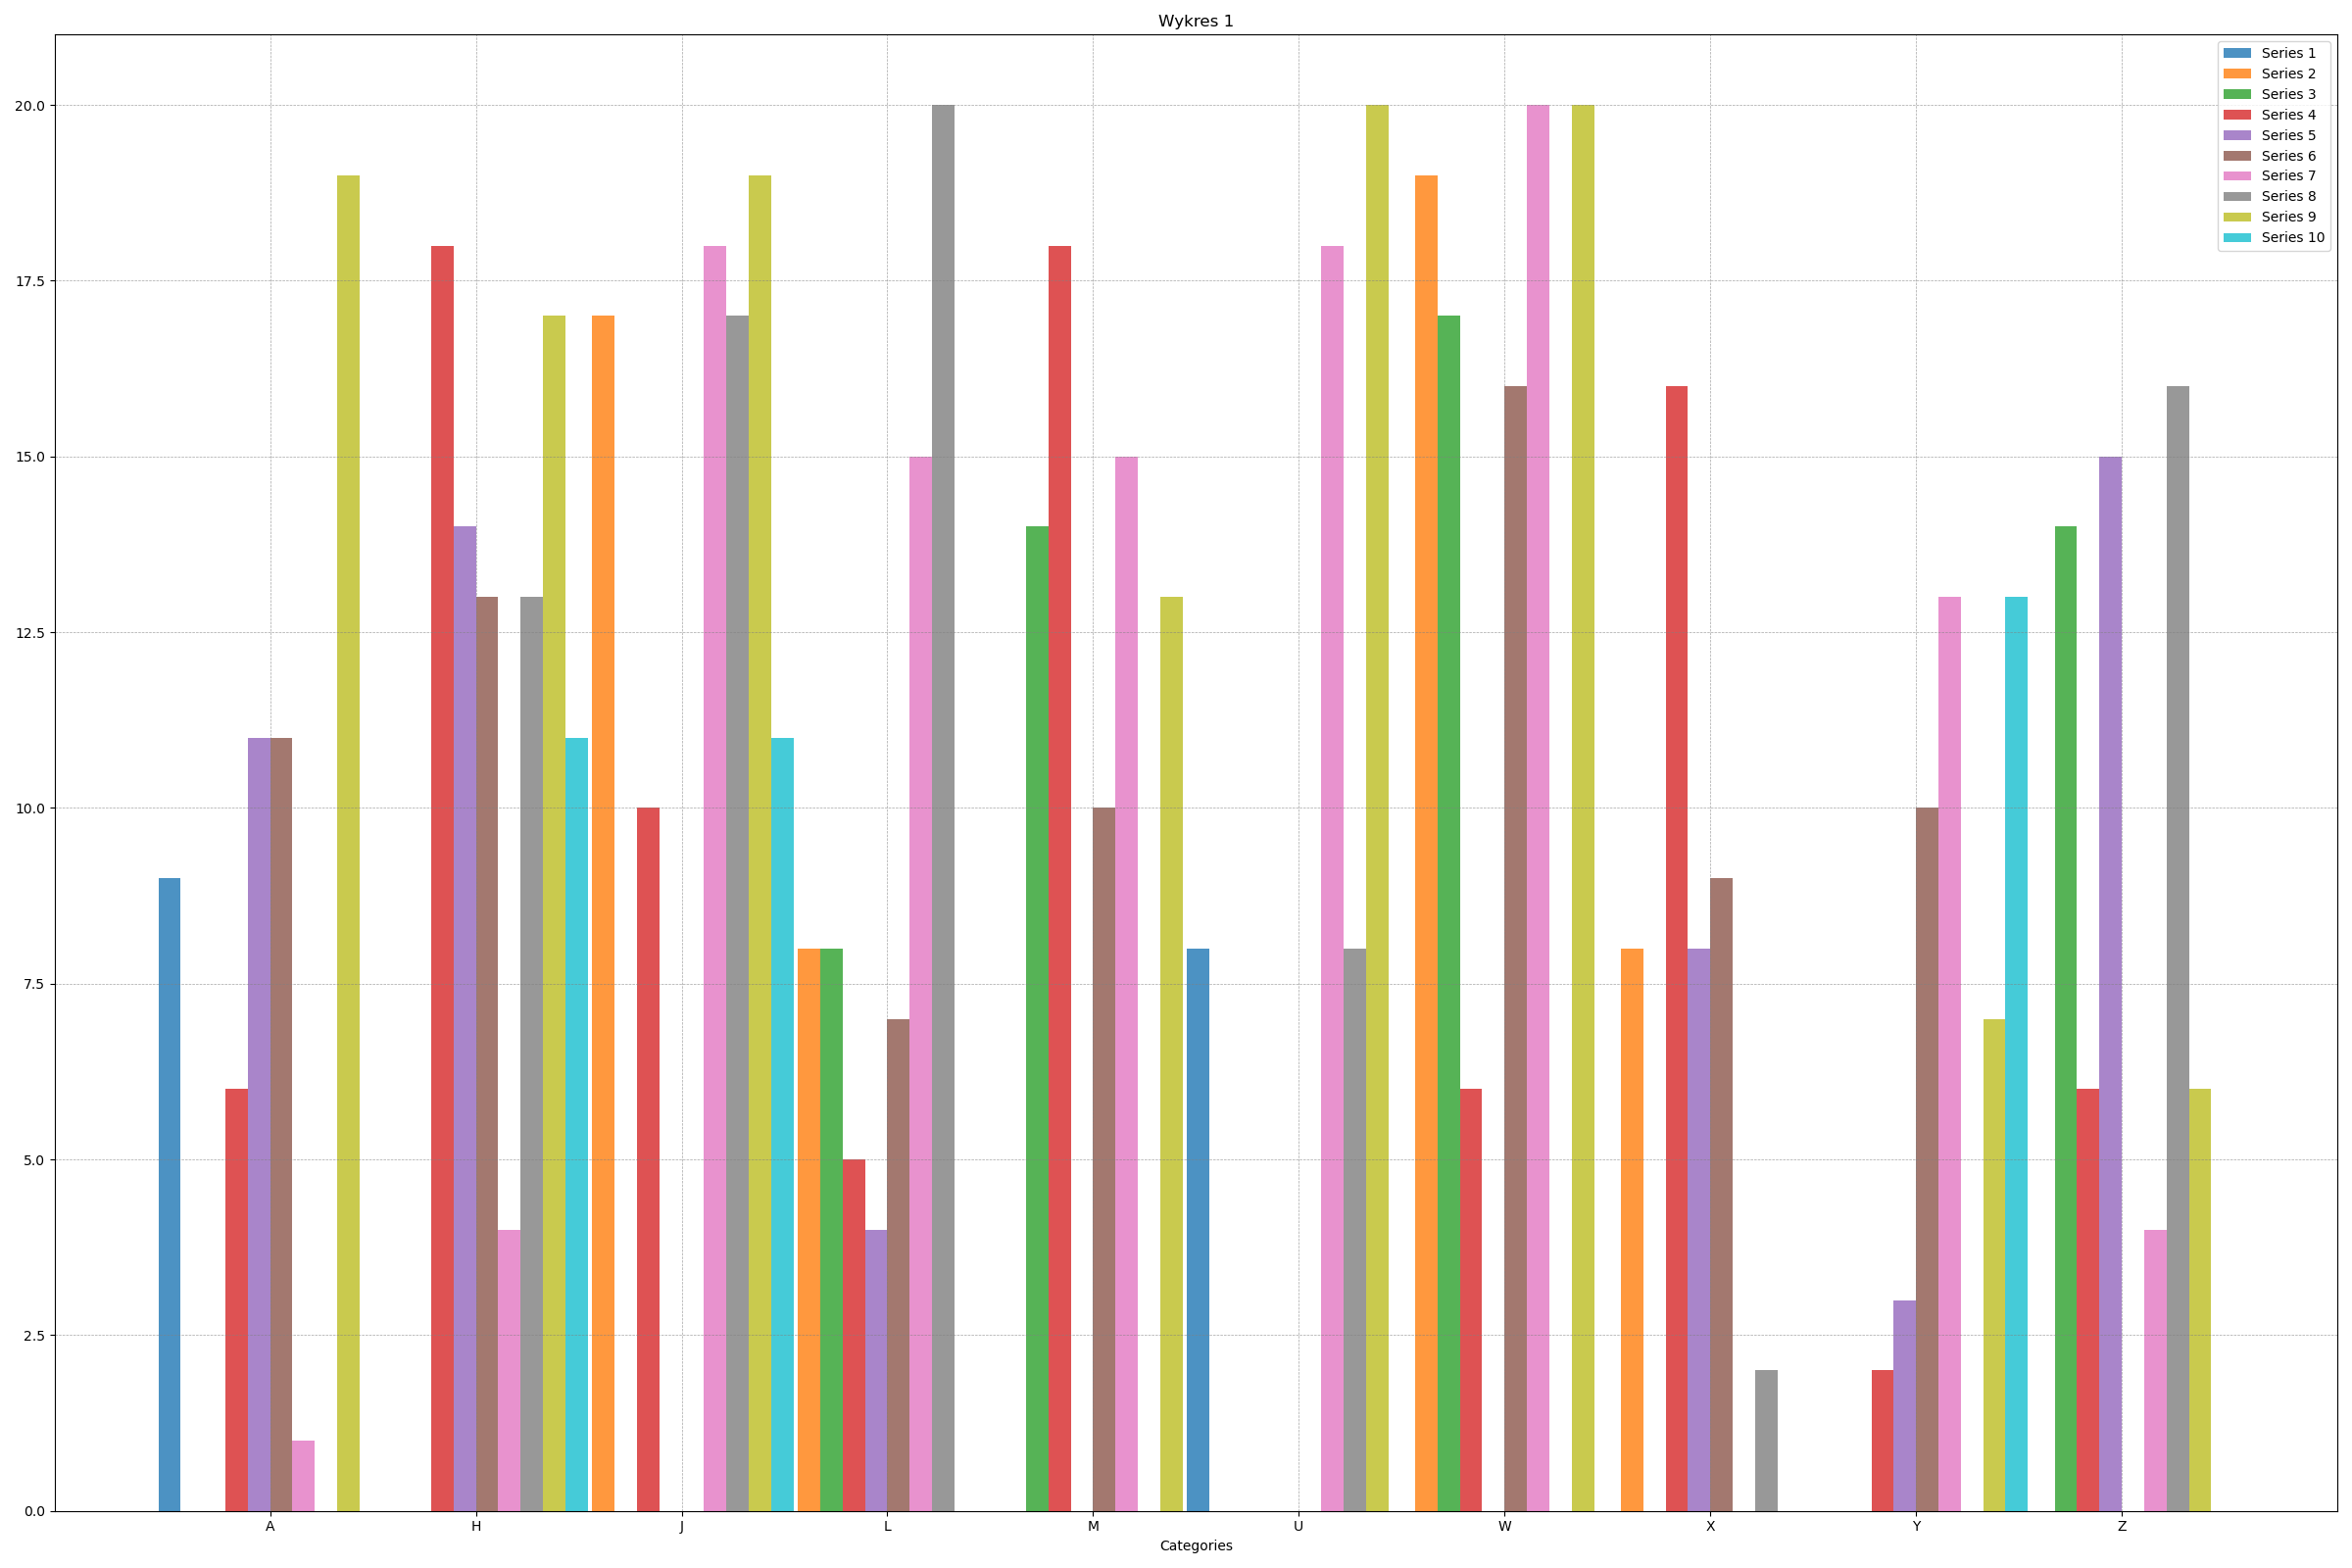 Wykres 1
Series 1
Series 2
Series 3
Series 4
Series 5
Series 6
Series 7
Series 8
Series 9
Series 10
20.0
17.5
15.0
12.5
10.0
7.5
5.0
2.5
0.0
A H J L M U W X Y Z
Categories